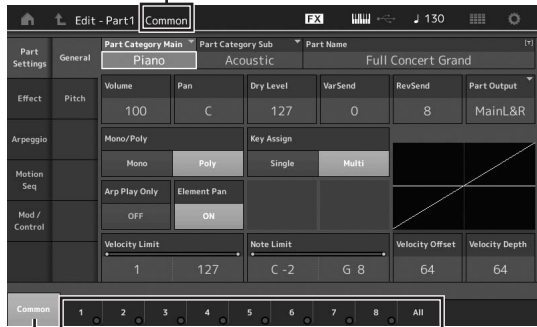 Edit - Part1 Common FX 130
Part Settings General Part Category Main Part Category Sub Part Name [T]
Piano Acoustic Full Concert Grand
Effect Pitch Volume Pan Dry Level VarSend RevSend Part Output
100 C 127 0 8 MainL&R
Arpeggio Mono/Poly Key Assign
Mono Poly Single Multi
Motion Seq
Arp Play Only Element Pan
Mod / Control OFF ON
Velocity Limit Note Limit Velocity Offset Velocity Depth
1 127 C -2 G 8 64 64
Common 1 2 3 4 5 6 7 8 All